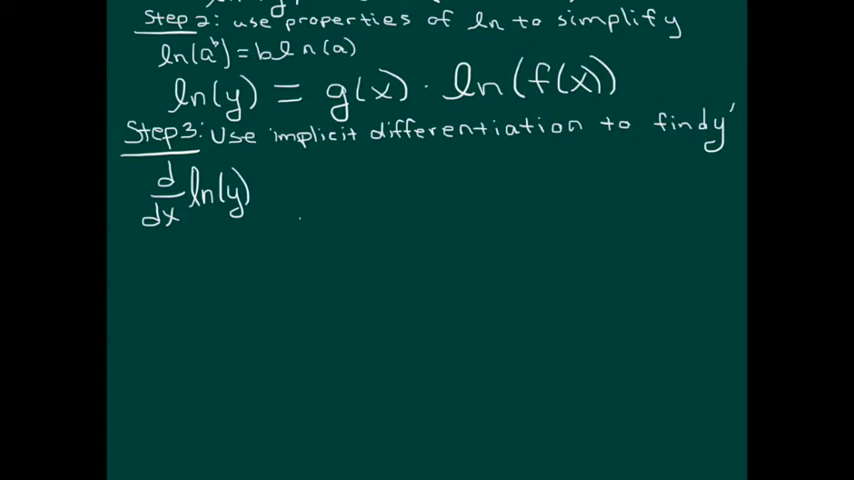 Step 2: use properties of ln to simplify
ln(a^b) = b ln(a)
ln(y) = g(x) · ln(f(x))
Step 3: Use implicit differentiation to find y'
d/dx ln(y)